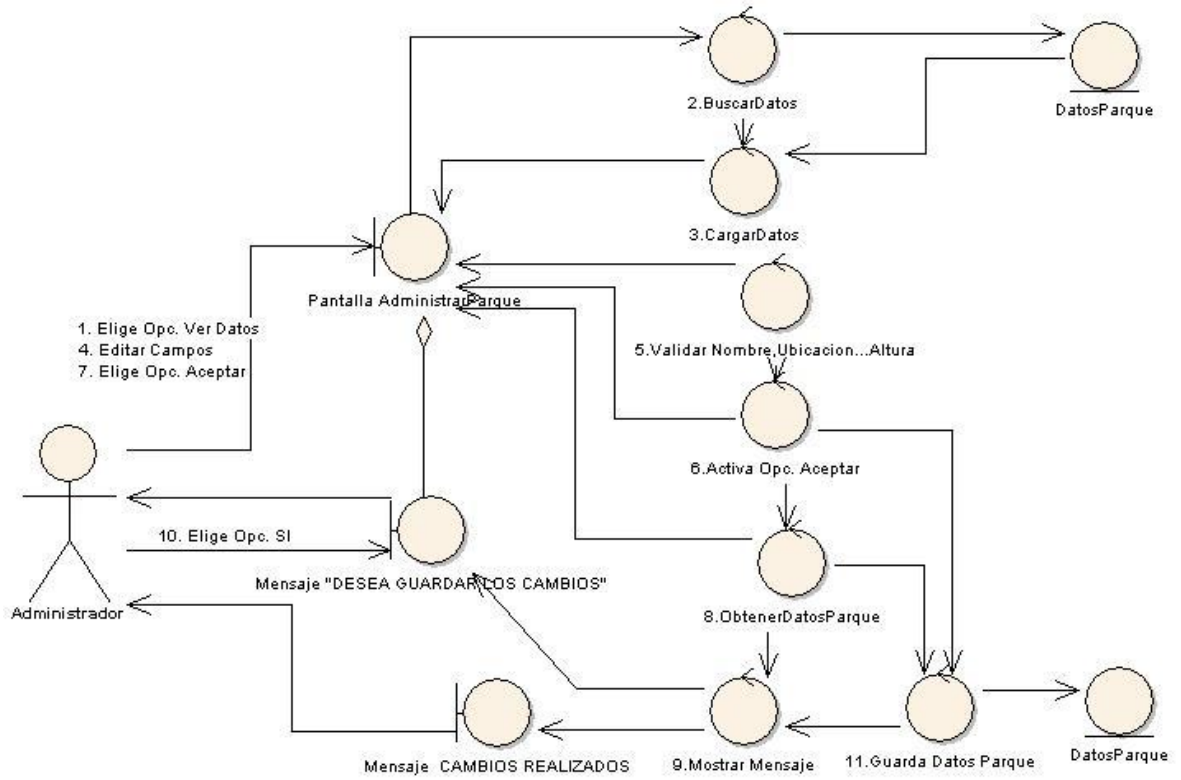 2.BuscarDatos
DatosParque
3.CargarDatos
Pantalla AdministrarParque
1. Elige Opc. Ver Datos
4. Editar Campos
7. Elige Opc. Aceptar
5.Validar Nombre,Ubicacion...Altura
6.Activa Opc. Aceptar
10. Elige Opc. SI
Mensaje "DESEA GUARDAR LOS CAMBIOS"
Administrador
8.ObtenerDatosParque
Mensaje CAMBIOS REALIZADOS
9.Mostrar Mensaje
11.Guarda Datos Parque
DatosParque